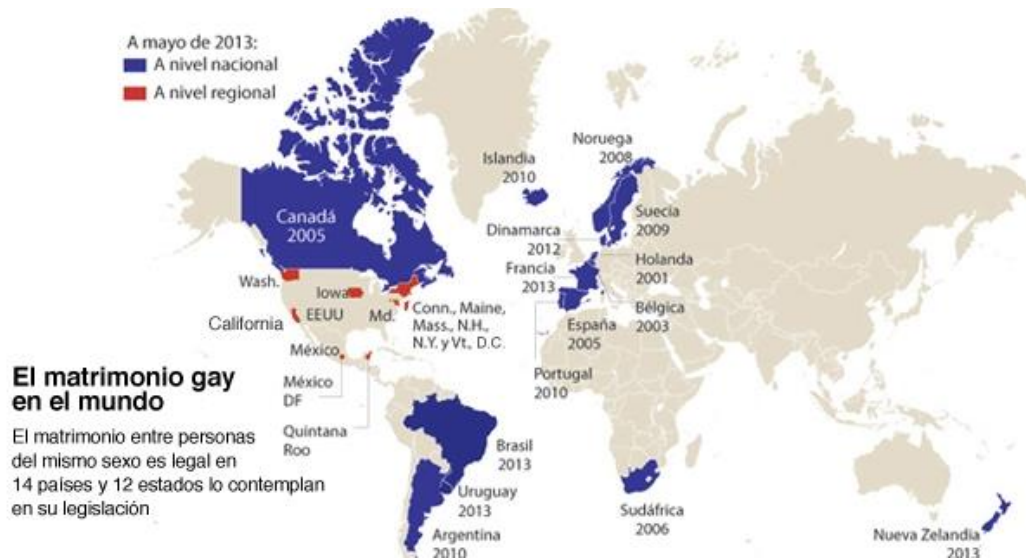 A mayo de 2013:
A nivel nacional
A nivel regional
Noruega
2008
Islandia
2010
Canadá
2005
Suecia
2009
Dinamarca
2012
Holanda
2001
Francia
2013
Bélgica
2003
España
2005
Portugal
2010
Wash.
Iowa
EEUU
Md.
California
Conn., Maine,
Mass., N.H.,
N.Y. y Vt., D.C.
México
México
DF
Quintana
Roo
El matrimonio gay
en el mundo
El matrimonio entre personas
del mismo sexo es legal en
14 países y 12 estados lo contemplan
en su legislación
Brasil
2013
Uruguay
2013
Argentina
2010
Sudáfrica
2006
Nueva Zelandia
2013